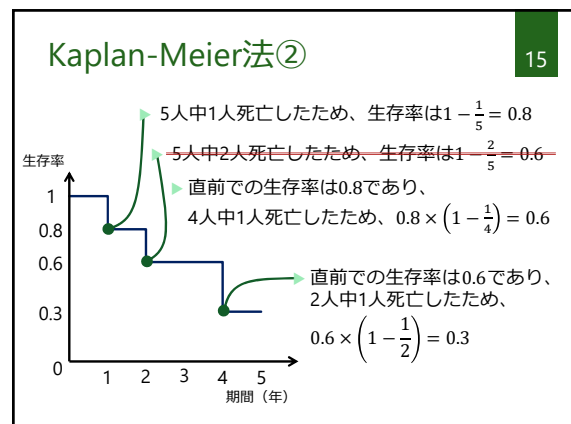 Kaplan-Meier法②
15
5人中1人死亡したため、生存率は1 − 1/5 = 0.8
5人中2人死亡したため、生存率は1 − 2/5 = 0.6
直前での生存率は0.8であり、
4人中1人死亡したため、0.8 × (1 − 1/4) = 0.6
直前での生存率は0.6であり、
2人中1人死亡したため、
0.6 × (1 − 1/2) = 0.3
生存率
1
0.8
0.6
0.3
0
1 2 3 4 5
期間（年）